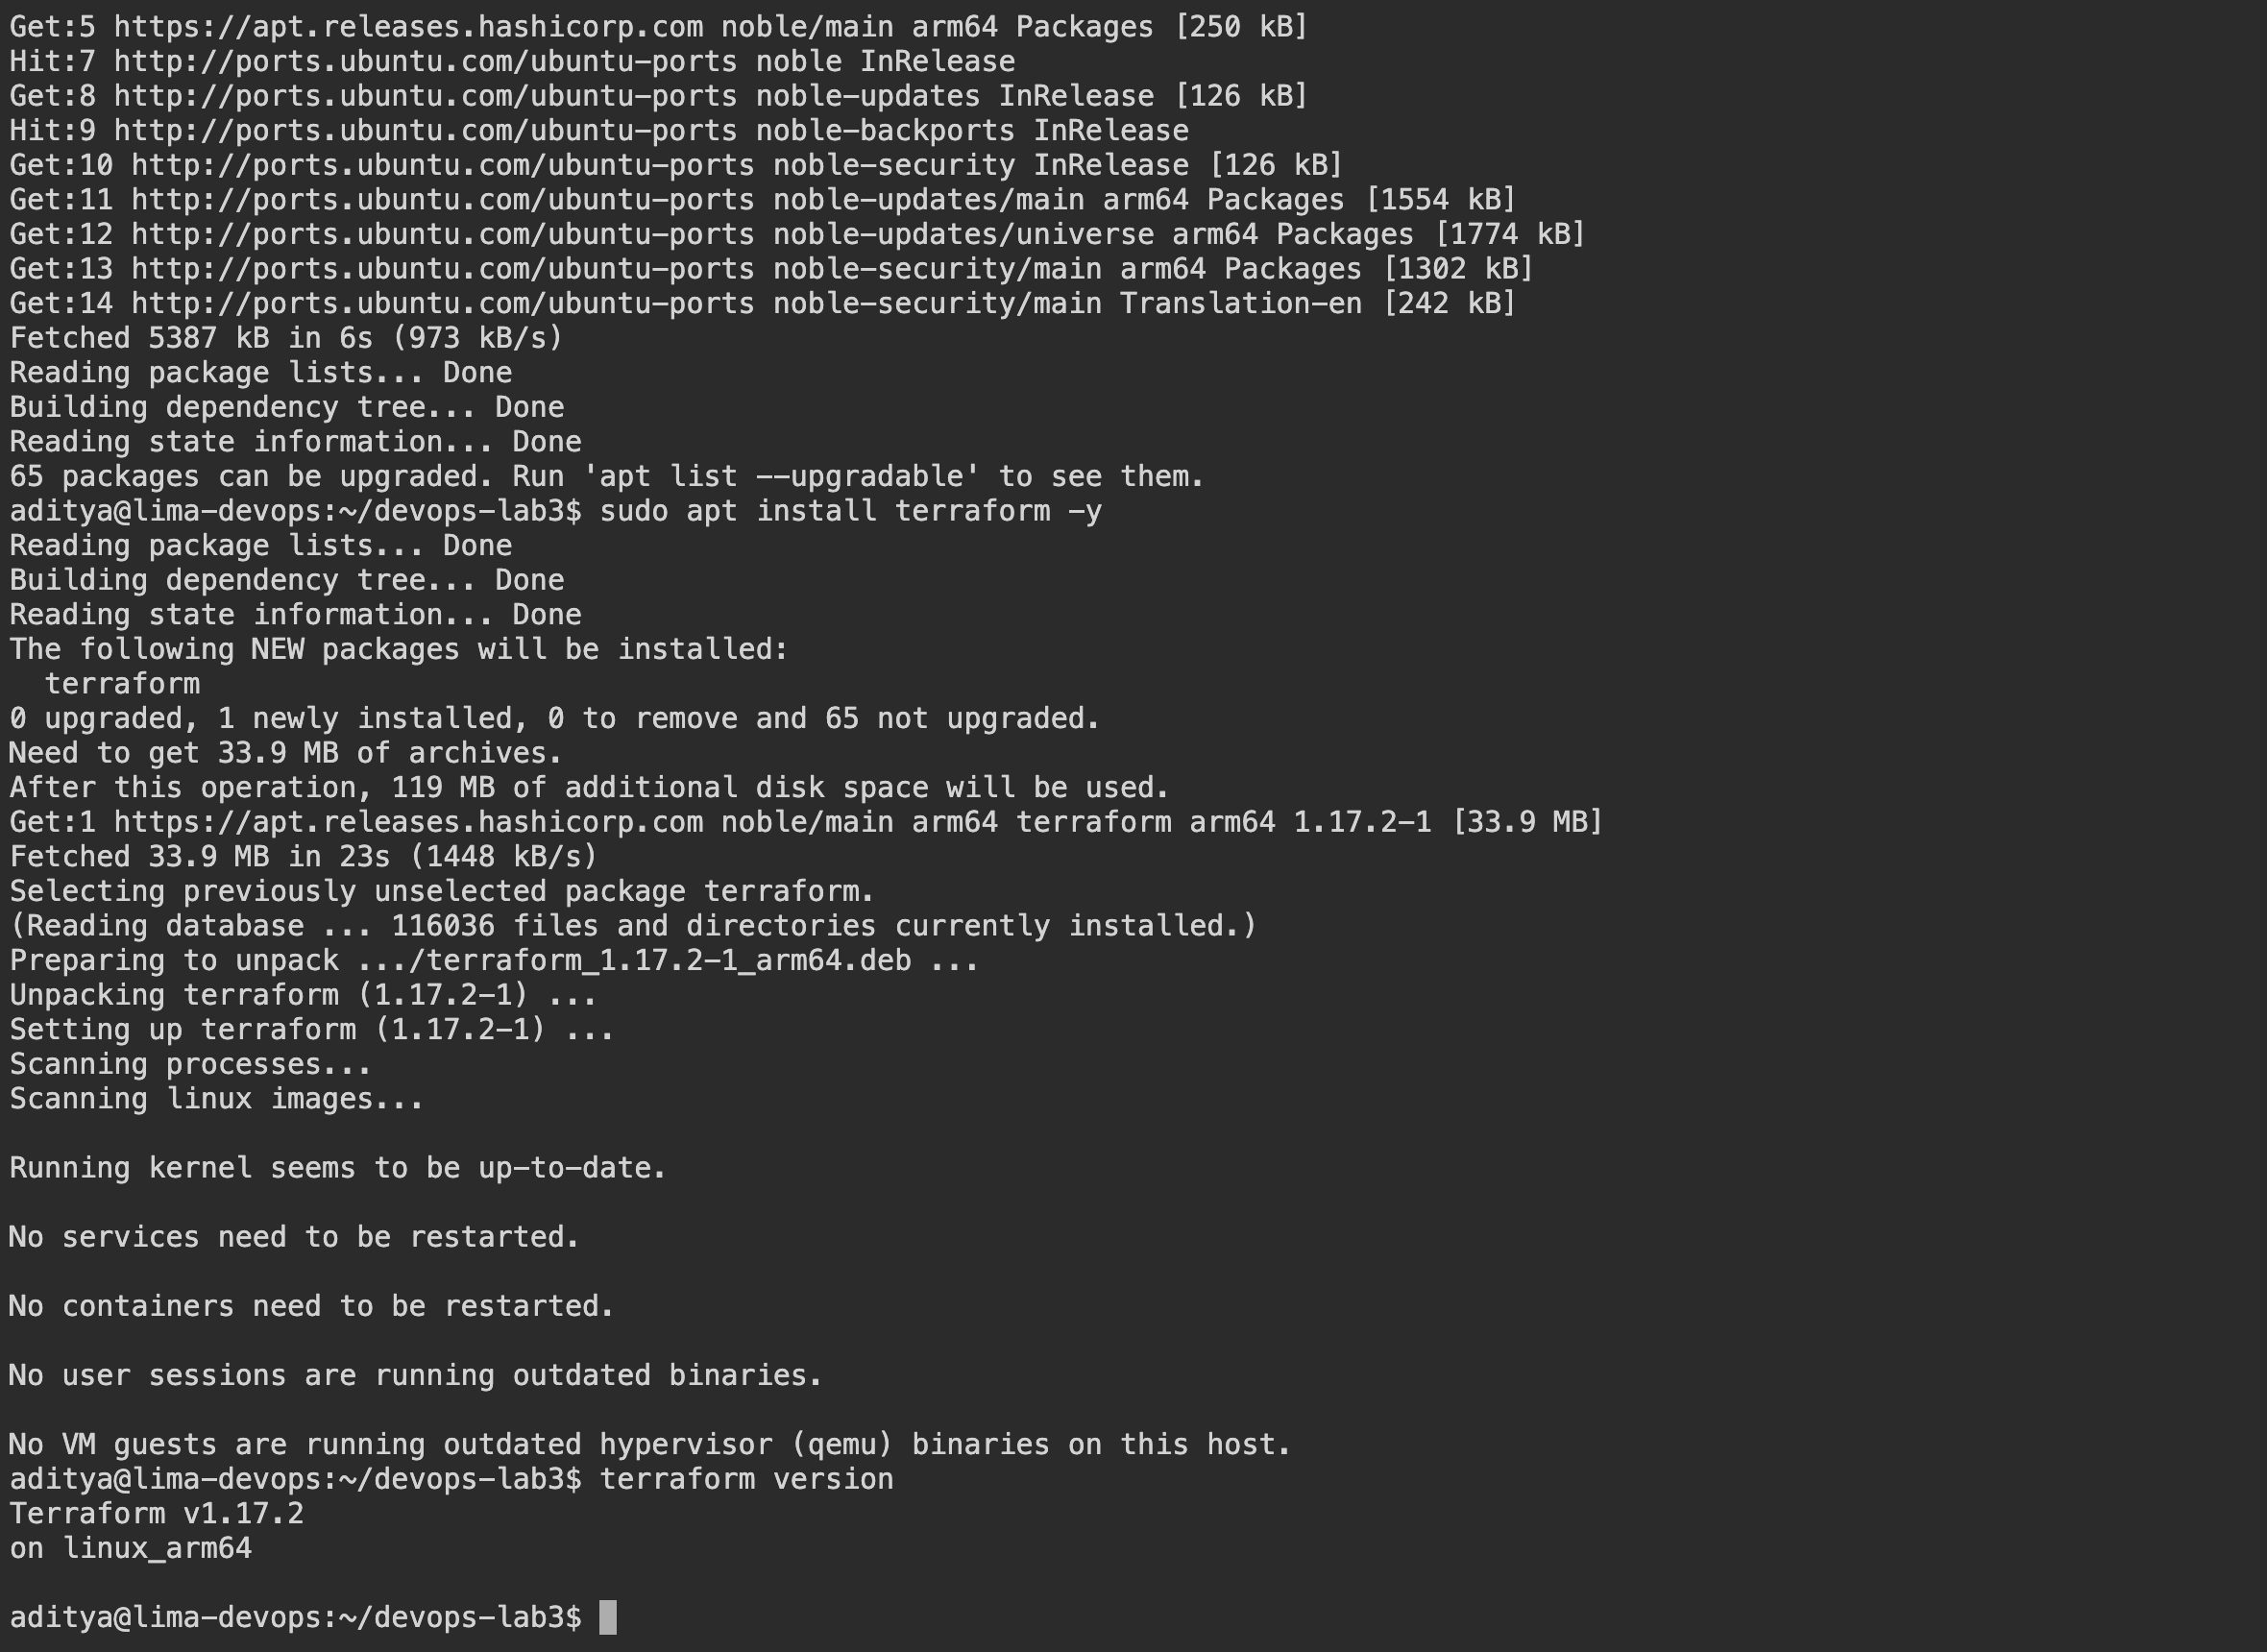 Get:5 https://apt.releases.hashicorp.com noble/main arm64 Packages [250 kB]
Hit:7 http://ports.ubuntu.com/ubuntu-ports noble InRelease
Get:8 http://ports.ubuntu.com/ubuntu-ports noble-updates InRelease [126 kB]
Hit:9 http://ports.ubuntu.com/ubuntu-ports noble-backports InRelease
Get:10 http://ports.ubuntu.com/ubuntu-ports noble-security InRelease [126 kB]
Get:11 http://ports.ubuntu.com/ubuntu-ports noble-updates/main arm64 Packages [1554 kB]
Get:12 http://ports.ubuntu.com/ubuntu-ports noble-updates/universe arm64 Packages [1774 kB]
Get:13 http://ports.ubuntu.com/ubuntu-ports noble-security/main arm64 Packages [1302 kB]
Get:14 http://ports.ubuntu.com/ubuntu-ports noble-security/main Translation-en [242 kB]
Fetched 5387 kB in 6s (973 kB/s)
Reading package lists... Done
Building dependency tree... Done
Reading state information... Done
65 packages can be upgraded. Run 'apt list --upgradable' to see them.
aditya@lima-devops:~/devops-lab3$ sudo apt install terraform -y
Reading package lists... Done
Building dependency tree... Done
Reading state information... Done
The following NEW packages will be installed:
  terraform
0 upgraded, 1 newly installed, 0 to remove and 65 not upgraded.
Need to get 33.9 MB of archives.
After this operation, 119 MB of additional disk space will be used.
Get:1 https://apt.releases.hashicorp.com noble/main arm64 terraform arm64 1.17.2-1 [33.9 MB]
Fetched 33.9 MB in 23s (1448 kB/s)
Selecting previously unselected package terraform.
(Reading database ... 116036 files and directories currently installed.)
Preparing to unpack .../terraform_1.17.2-1_arm64.deb ...
Unpacking terraform (1.17.2-1) ...
Setting up terraform (1.17.2-1) ...
Scanning processes...
Scanning linux images...

Running kernel seems to be up-to-date.

No services need to be restarted.

No containers need to be restarted.

No user sessions are running outdated binaries.

No VM guests are running outdated hypervisor (qemu) binaries on this host.
aditya@lima-devops:~/devops-lab3$ terraform version
Terraform v1.17.2
on linux_arm64

aditya@lima-devops:~/devops-lab3$